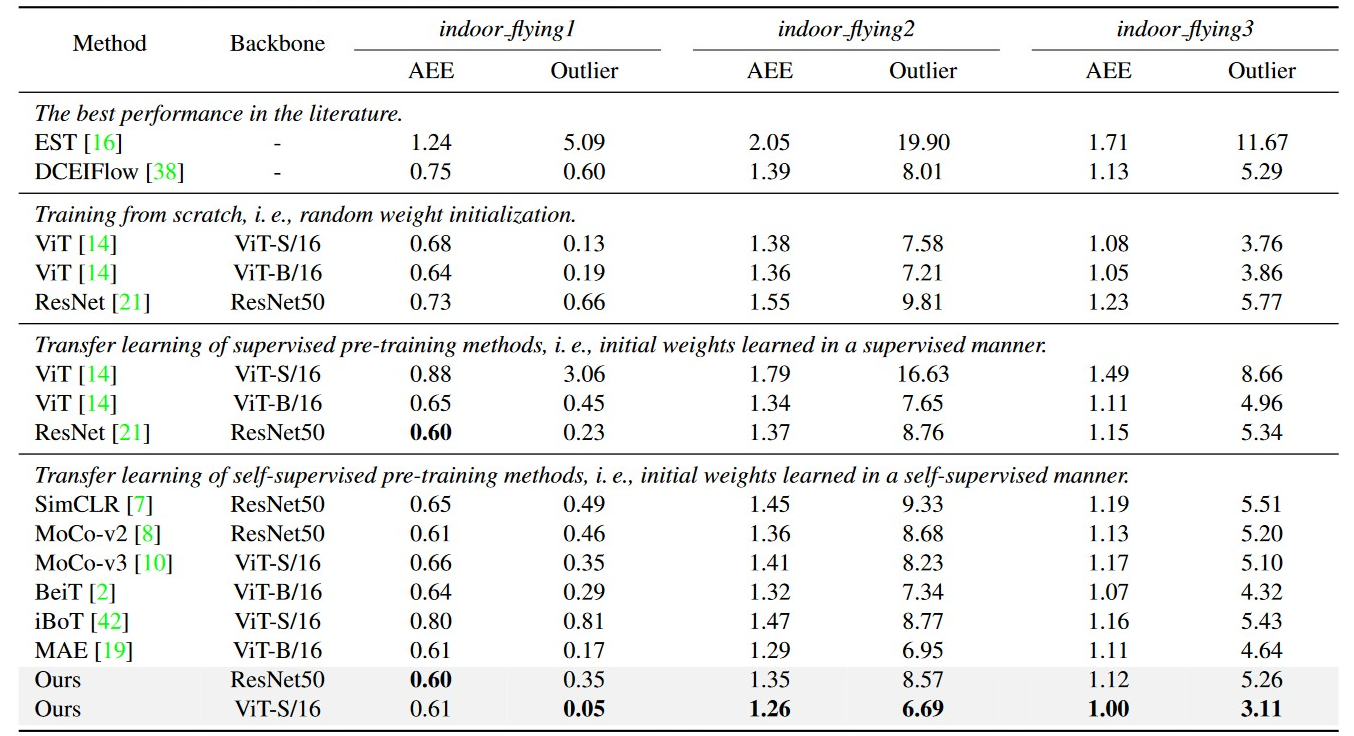 Method Backbone indoor_flying1 indoor_flying2 indoor_flying3
AEE Outlier AEE Outlier AEE Outlier
The best performance in the literature.
EST [16] - 1.24 5.09 2.05 19.90 1.71 11.67
DCEIFlow [38] - 0.75 0.60 1.39 8.01 1.13 5.29
Training from scratch, i. e., random weight initialization.
ViT [14] ViT-S/16 0.68 0.13 1.38 7.58 1.08 3.76
ViT [14] ViT-B/16 0.64 0.19 1.36 7.21 1.05 3.86
ResNet [21] ResNet50 0.73 0.66 1.55 9.81 1.23 5.77
Transfer learning of supervised pre-training methods, i. e., initial weights learned in a supervised manner.
ViT [14] ViT-S/16 0.88 3.06 1.79 16.63 1.49 8.66
ViT [14] ViT-B/16 0.65 0.45 1.34 7.65 1.11 4.96
ResNet [21] ResNet50 0.60 0.23 1.37 8.76 1.15 5.34
Transfer learning of self-supervised pre-training methods, i. e., initial weights learned in a self-supervised manner.
SimCLR [7] ResNet50 0.65 0.49 1.45 9.33 1.19 5.51
MoCo-v2 [8] ResNet50 0.61 0.46 1.36 8.68 1.13 5.20
MoCo-v3 [10] ViT-S/16 0.66 0.35 1.41 8.23 1.17 5.10
BeiT [2] ViT-B/16 0.64 0.29 1.32 7.34 1.07 4.32
iBoT [42] ViT-S/16 0.80 0.81 1.47 8.77 1.16 5.43
MAE [19] ViT-B/16 0.61 0.17 1.29 6.95 1.11 4.64
Ours ResNet50 0.60 0.35 1.35 8.57 1.12 5.26
Ours ViT-S/16 0.61 0.05 1.26 6.69 1.00 3.11